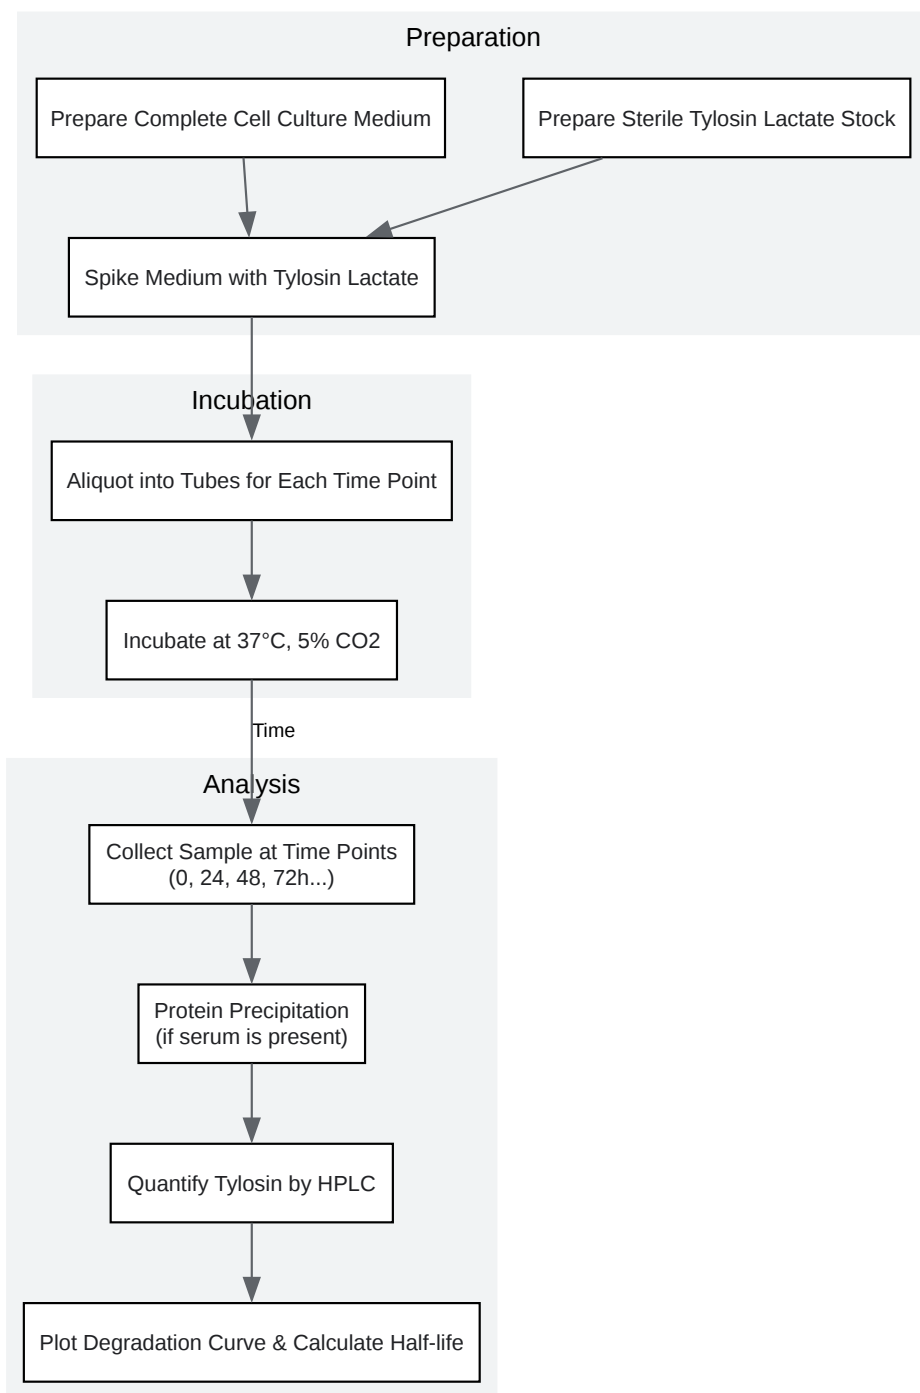 Preparation
Prepare Complete Cell Culture Medium
Prepare Sterile Tylosin Lactate Stock
Spike Medium with Tylosin Lactate
Incubation
Aliquot into Tubes for Each Time Point
Incubate at 37°C, 5% CO2
Time
Analysis
Collect Sample at Time Points
(0, 24, 48, 72h...)
Protein Precipitation
(if serum is present)
Quantify Tylosin by HPLC
Plot Degradation Curve & Calculate Half-life